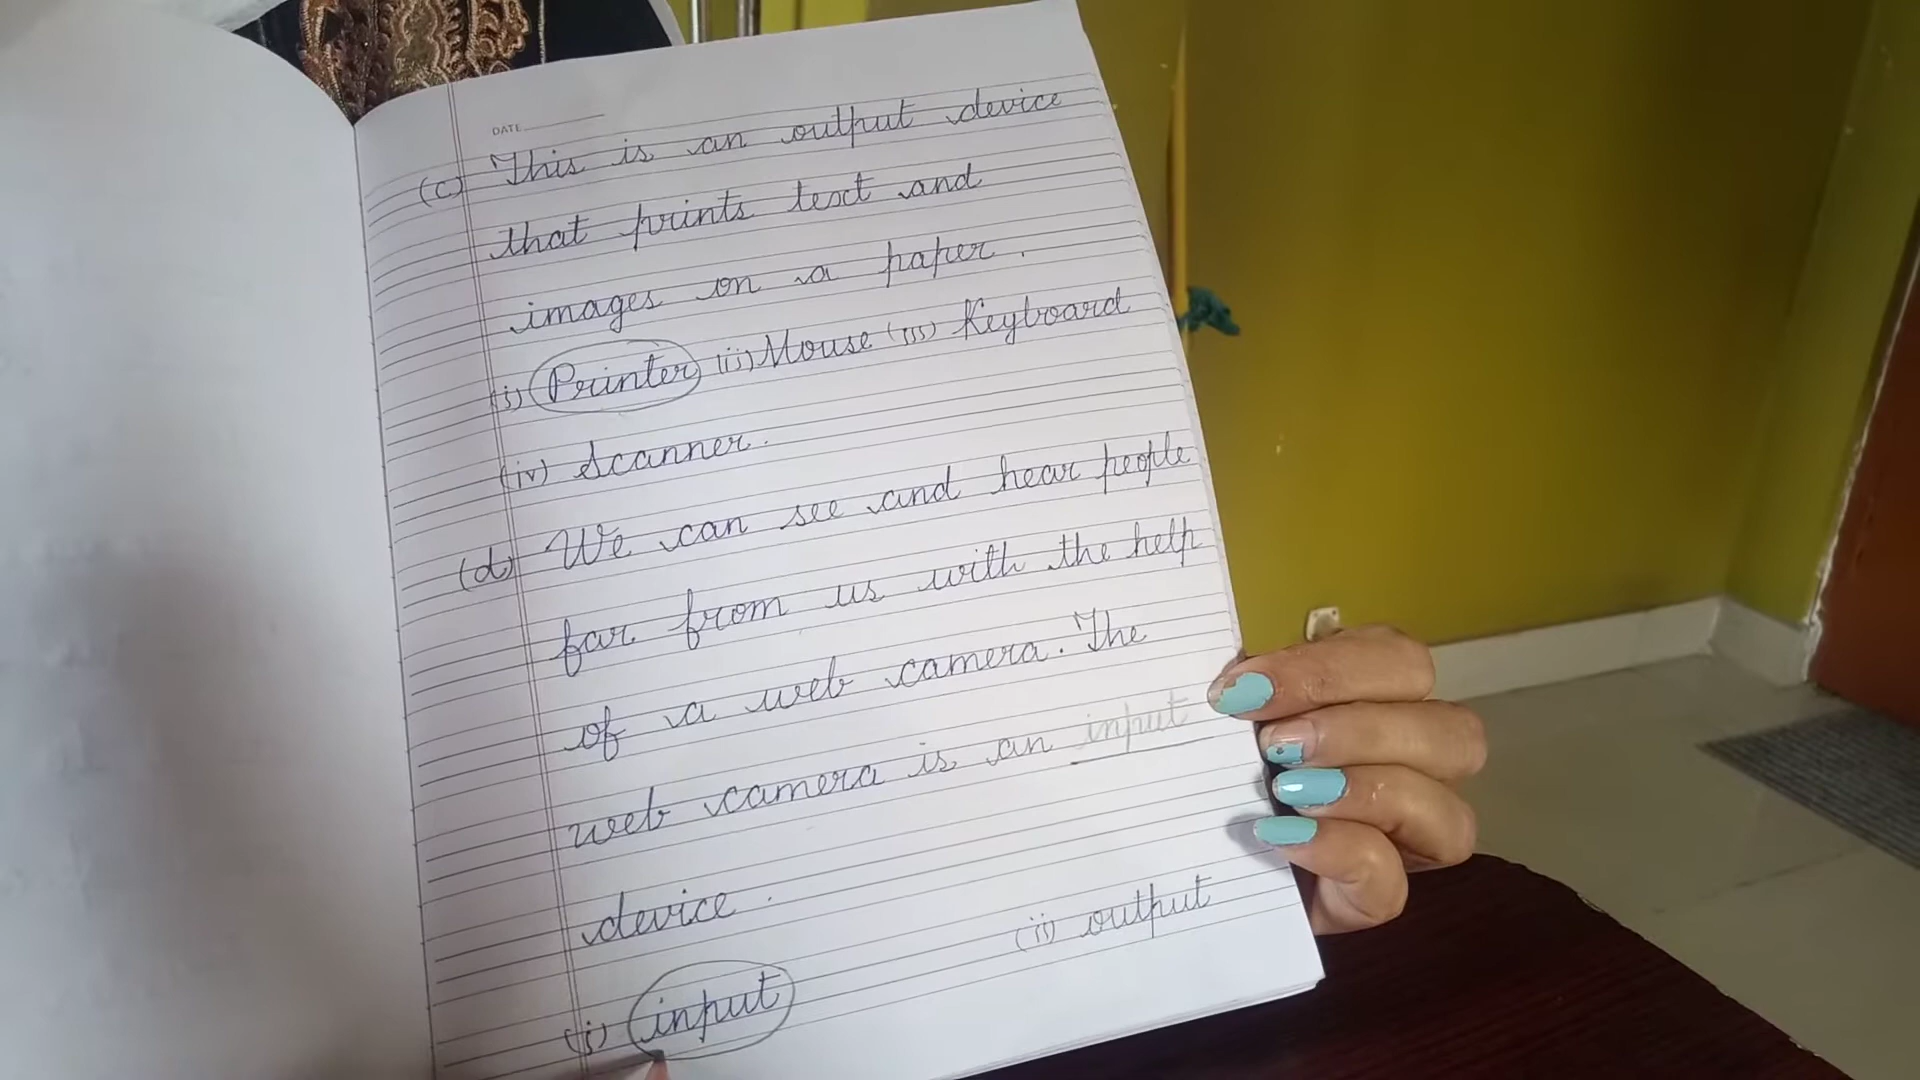 DATE
(c) This is an output device
that prints text and
images on a paper.
(i) Printer (ii) Mouse (iii) Keyboard
(iv) Scanner.
(d) We can see and hear people
far from us with the help
of a web camera. The
web camera is an input
device.
(i) input (ii) output